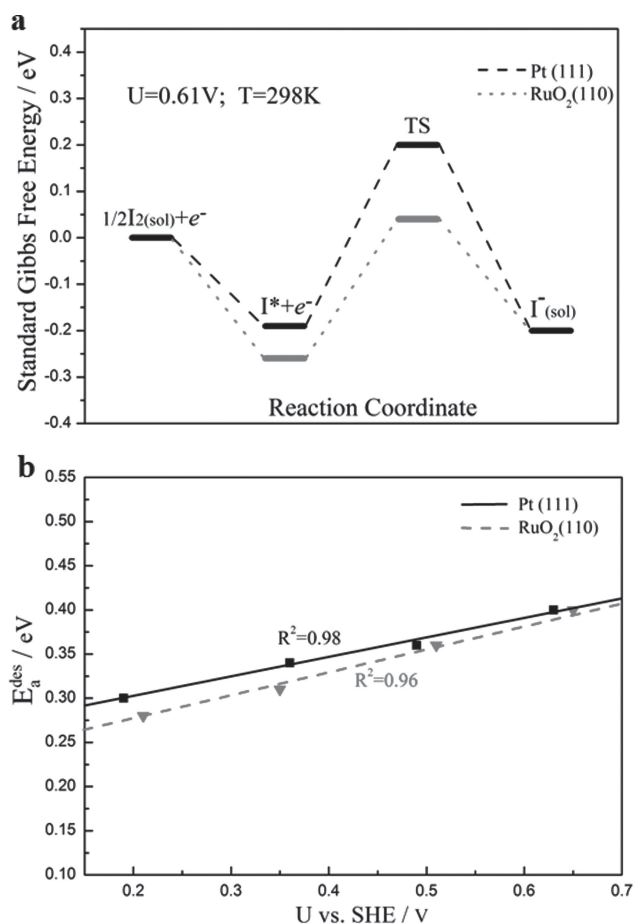 a
Standard Gibbs Free Energy / eV
0.4
0.3
0.2
0.1
0.0
-0.1
-0.2
-0.3
-0.4
U=0.61V; T=298K
Pt (111)
RuO₂(110)
TS
1/2I2(sol)+e-
I*+e-
I-(sol)
Reaction Coordinate
b
E_a^des / eV
0.55
0.50
0.45
0.40
0.35
0.30
0.25
0.20
0.15
0.10
Pt (111)
RuO₂(110)
R²=0.98
R²=0.96
0.2 0.3 0.4 0.5 0.6 0.7
U vs. SHE / V